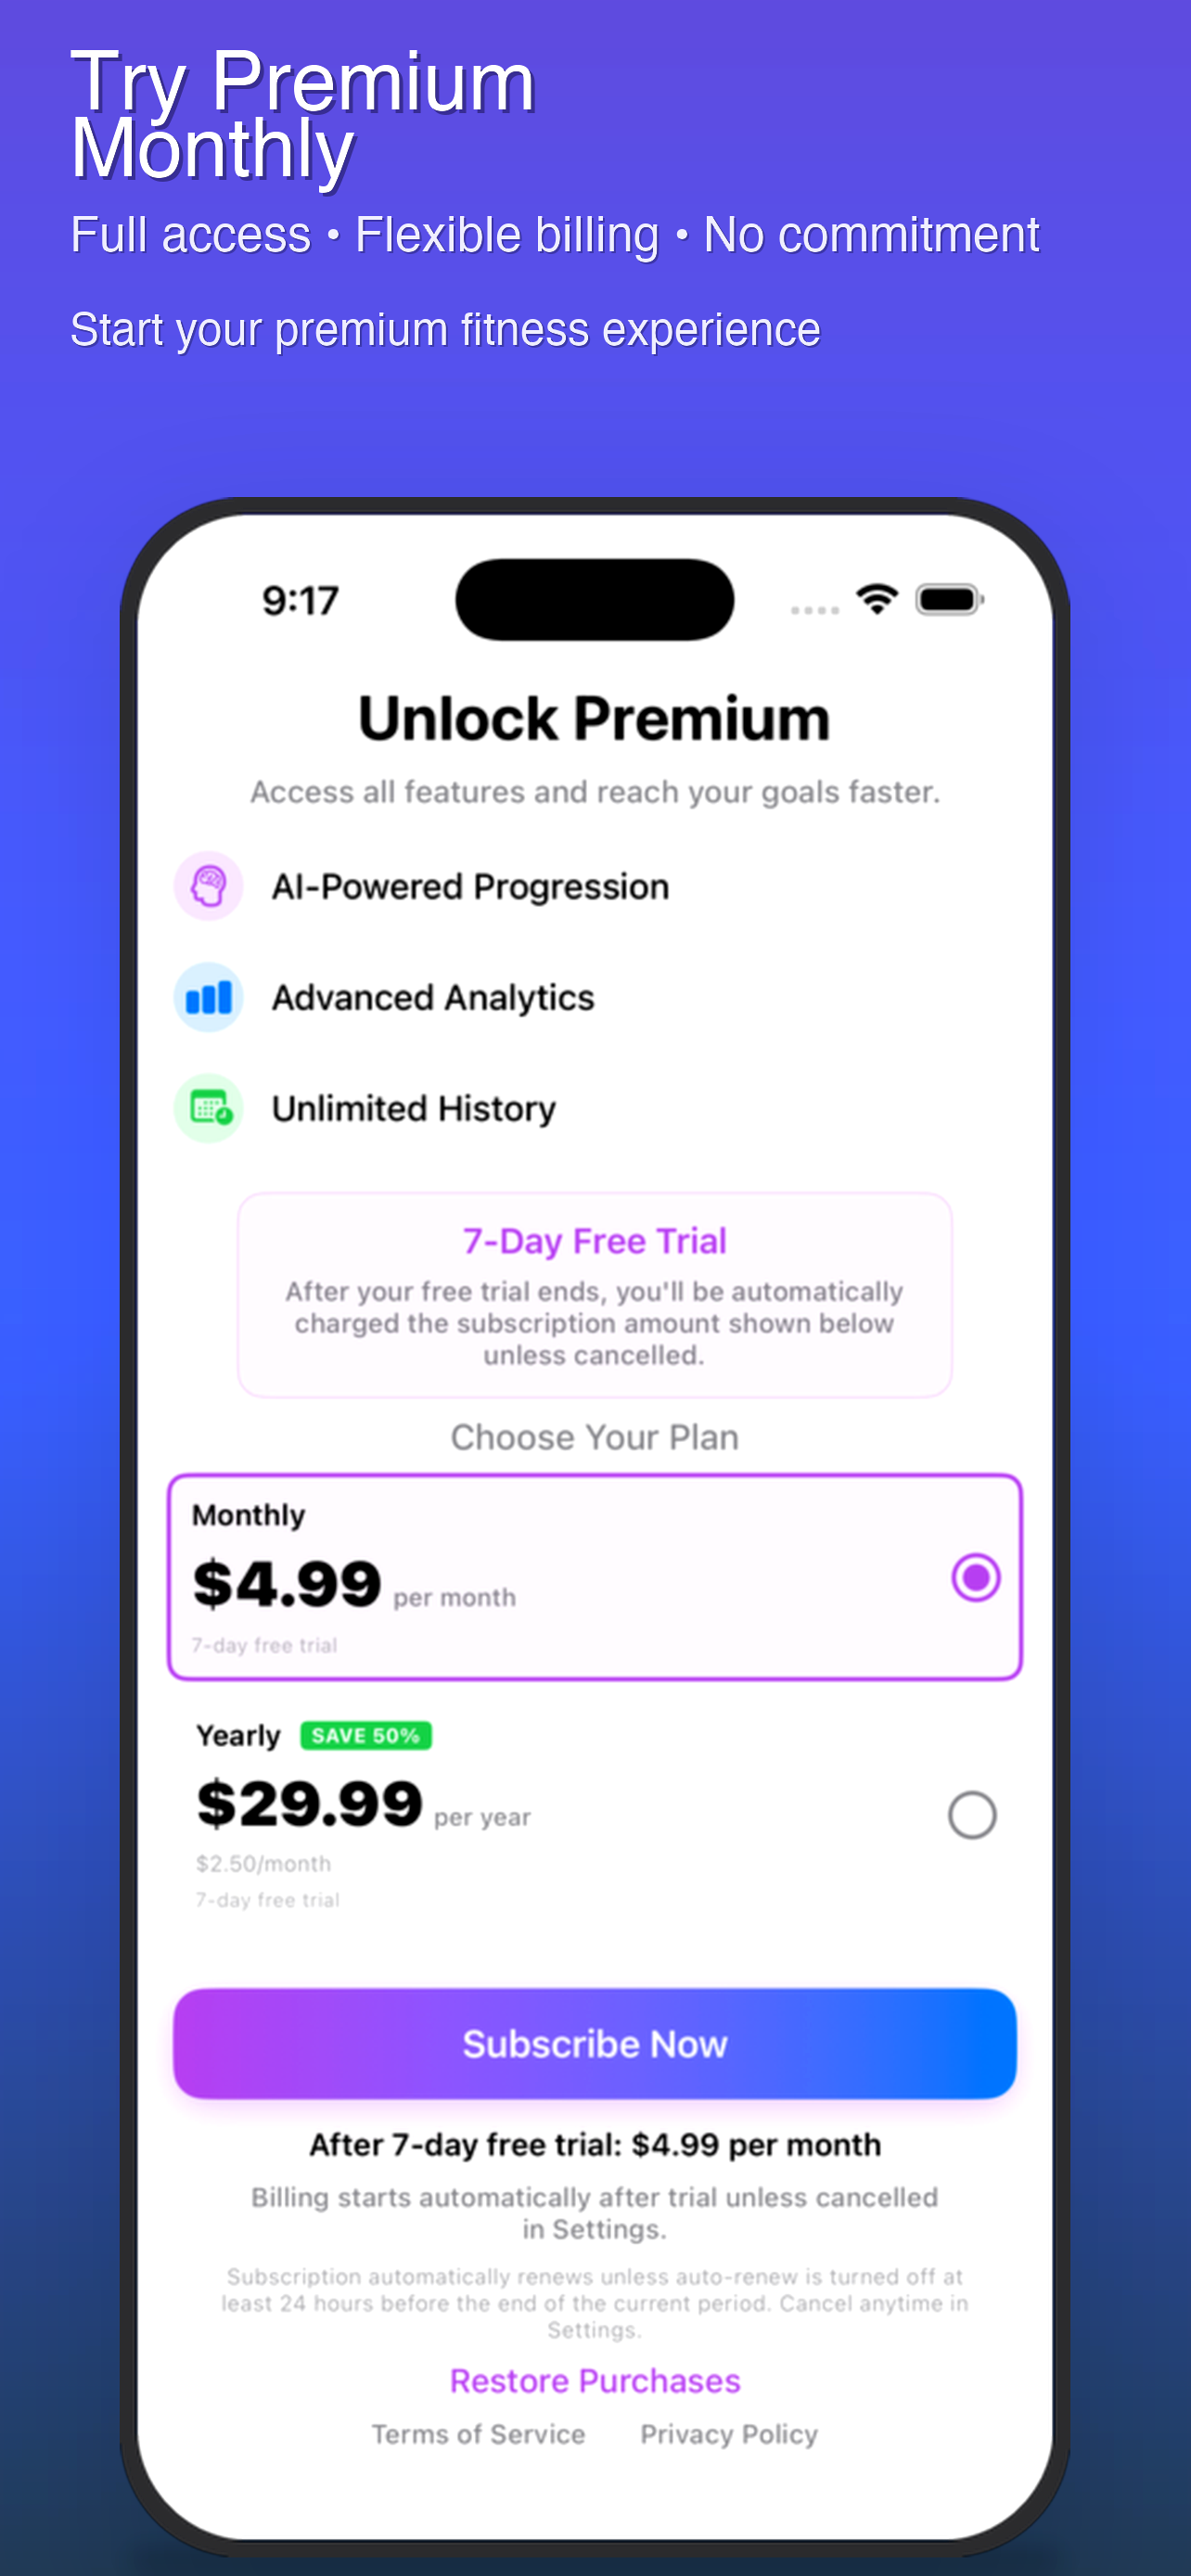 Try Premium
Monthly
Full access • Flexible billing • No commitment
Start your premium fitness experience
9:17
Unlock Premium
Access all features and reach your goals faster.
AI-Powered Progression
Advanced Analytics
Unlimited History
7-Day Free Trial
After your free trial ends, you'll be automatically
charged the subscription amount shown below
unless cancelled.
Choose Your Plan
Monthly
$4.99 per month
7-day free trial
Yearly SAVE 50%
$29.99 per year
$2.50/month
7-day free trial
Subscribe Now
After 7-day free trial: $4.99 per month
Billing starts automatically after trial unless cancelled
in Settings.
Subscription automatically renews unless auto-renew is turned off at
least 24 hours before the end of the current period. Cancel anytime in
Settings.
Restore Purchases
Terms of Service Privacy Policy